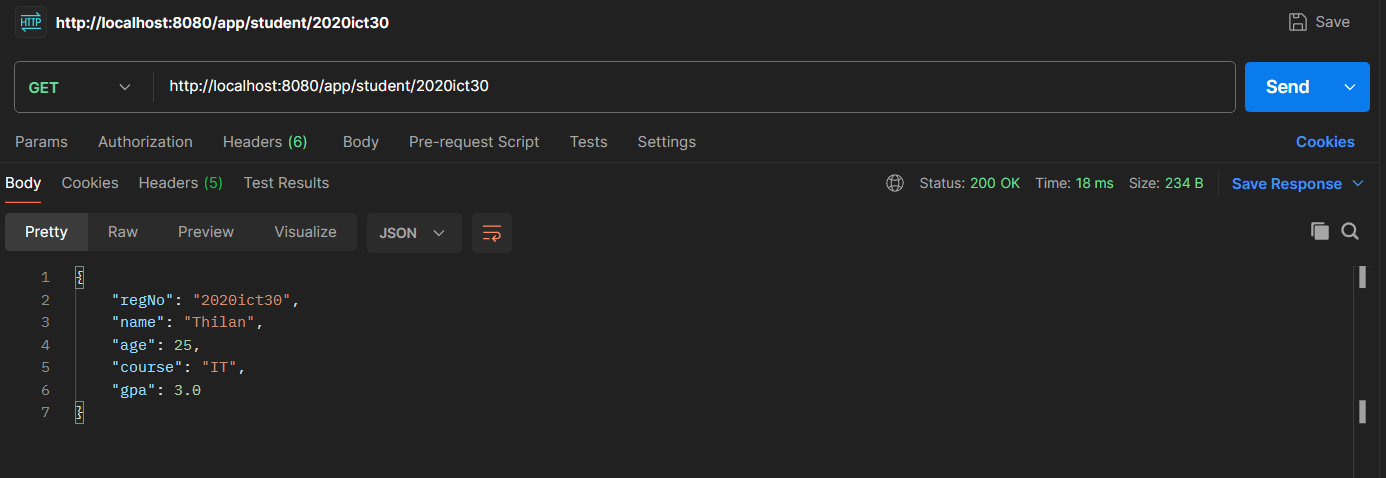 HTTP http://localhost:8080/app/student/2020ict30 Save
GET http://localhost:8080/app/student/2020ict30 Send
Params Authorization Headers (6) Body Pre-request Script Tests Settings Cookies
Body Cookies Headers (5) Test Results Status: 200 OK Time: 18 ms Size: 234 B Save Response
Pretty Raw Preview Visualize JSON
1 {
2 "regNo": "2020ict30",
3 "name": "Thilan",
4 "age": 25,
5 "course": "IT",
6 "gpa": 3.0
7 }